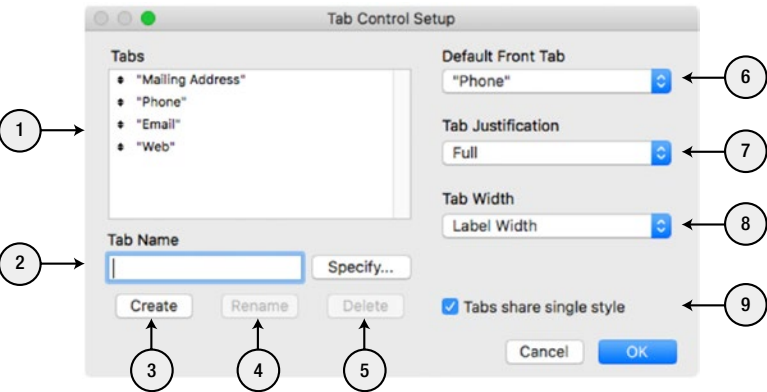 Tab Control Setup
Tabs
"Mailing Address"
"Phone"
"Email"
"Web"
1
Tab Name
2
Specify...
Create
Rename
Delete
3
4
5
Default Front Tab
"Phone"
6
Tab Justification
Full
7
Tab Width
Label Width
8
Tabs share single style
9
Cancel
OK